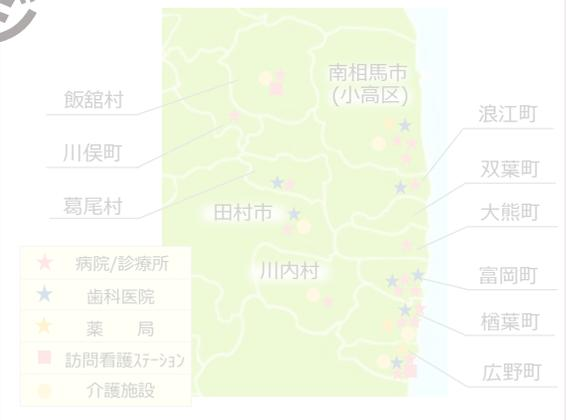 南相馬市
(小高区)
飯舘村
浪江町
川俣町
双葉町
葛尾村
大熊町
田村市
川内村
富岡町
楢葉町
広野町
病院/診療所
歯科医院
薬　局
訪問看護ｽﾃｰｼｮﾝ
介護施設